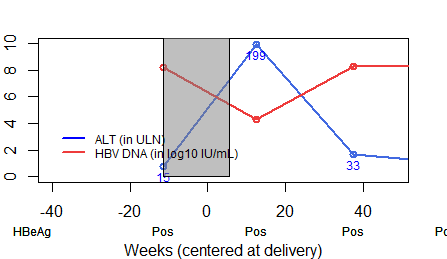 10
8
6
4
2
0
199
15
33
ALT (in ULN)
HBV DNA (in log10 IU/mL)
-40 -20 0 20 40
HBeAg Pos Pos Pos Po
Weeks (centered at delivery)